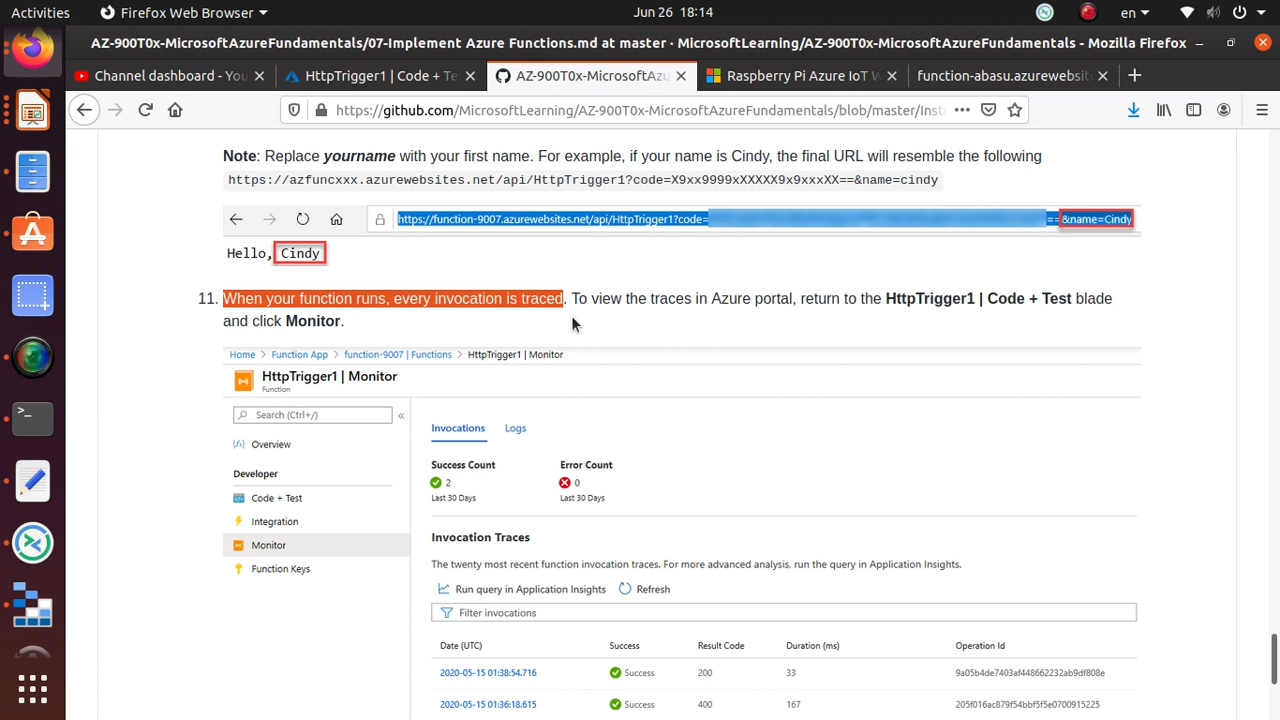 Activities
Firefox Web Browser
Jun 26 18:14
en
AZ-900T0x-MicrosoftAzureFundamentals/07-Implement Azure Functions.md at master · MicrosoftLearning/AZ-900T0x-MicrosoftAzureFundamentals - Mozilla Firefox
Channel dashboard - You
HttpTrigger1 | Code + Te
AZ-900T0x-MicrosoftAzu
Raspberry Pi Azure IoT W
function-abasu.azurewebsit
https://github.com/MicrosoftLearning/AZ-900T0x-MicrosoftAzureFundamentals/blob/master/Inst
Note: Replace yourname with your first name. For example, if your name is Cindy, the final URL will resemble the following
https://azfuncxxx.azurewebsites.net/api/HttpTrigger1?code=X9xx9999xXXXX9x9xxxXX==&name=cindy
https://function-9007.azurewebsites.net/api/HttpTrigger1?code= ==&name=Cindy
Hello, Cindy
11. When your function runs, every invocation is traced. To view the traces in Azure portal, return to the HttpTrigger1 | Code + Test blade
and click Monitor.
Home > Function App > function-9007 | Functions > HttpTrigger1 | Monitor
HttpTrigger1 | Monitor
Function
Search (Ctrl+/)
«
Overview
Developer
Code + Test
Integration
Monitor
Function Keys
Invocations
Logs
Success Count
Error Count
2
0
Last 30 Days
Last 30 Days
Invocation Traces
The twenty most recent function invocation traces. For more advanced analysis, run the query in Application Insights.
Run query in Application Insights
Refresh
Filter invocations
Date (UTC) Success Result Code Duration (ms) Operation Id
2020-05-15 01:38:54.716 Success 200 33 9a05b4de7403af448662232ab9df808e
2020-05-15 01:36:18.615 Success 400 167 205f016ac879f54bbf5f5e0700915225